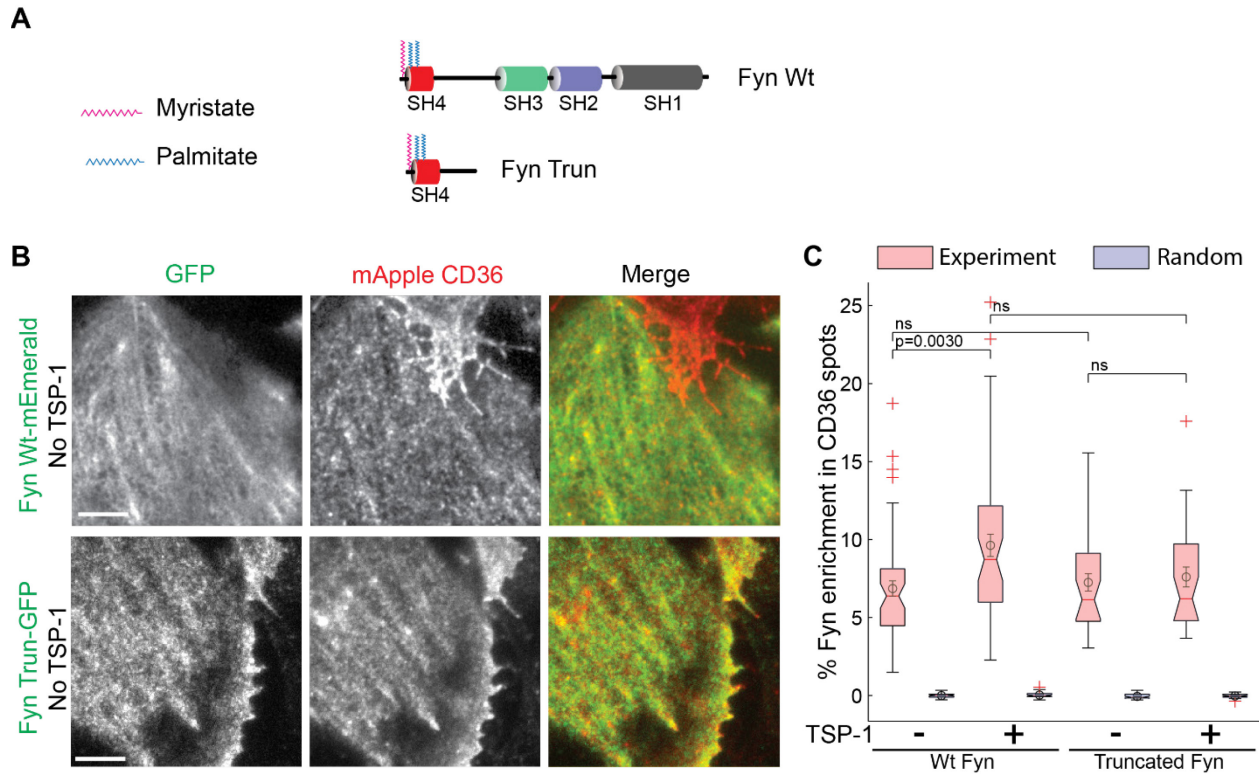 A
Myristate
Palmitate
SH4 SH3 SH2 SH1
Fyn Wt
SH4
Fyn Trun
B
GFP mApple CD36 Merge
Fyn Wt-mEmerald
No TSP-1
Fyn Trun-GFP
No TSP-1
C
Experiment Random
% Fyn enrichment in CD36 spots
25
20
15
10
5
0
ns
ns
p=0.0030
ns
TSP-1 - + - +
Wt Fyn Truncated Fyn